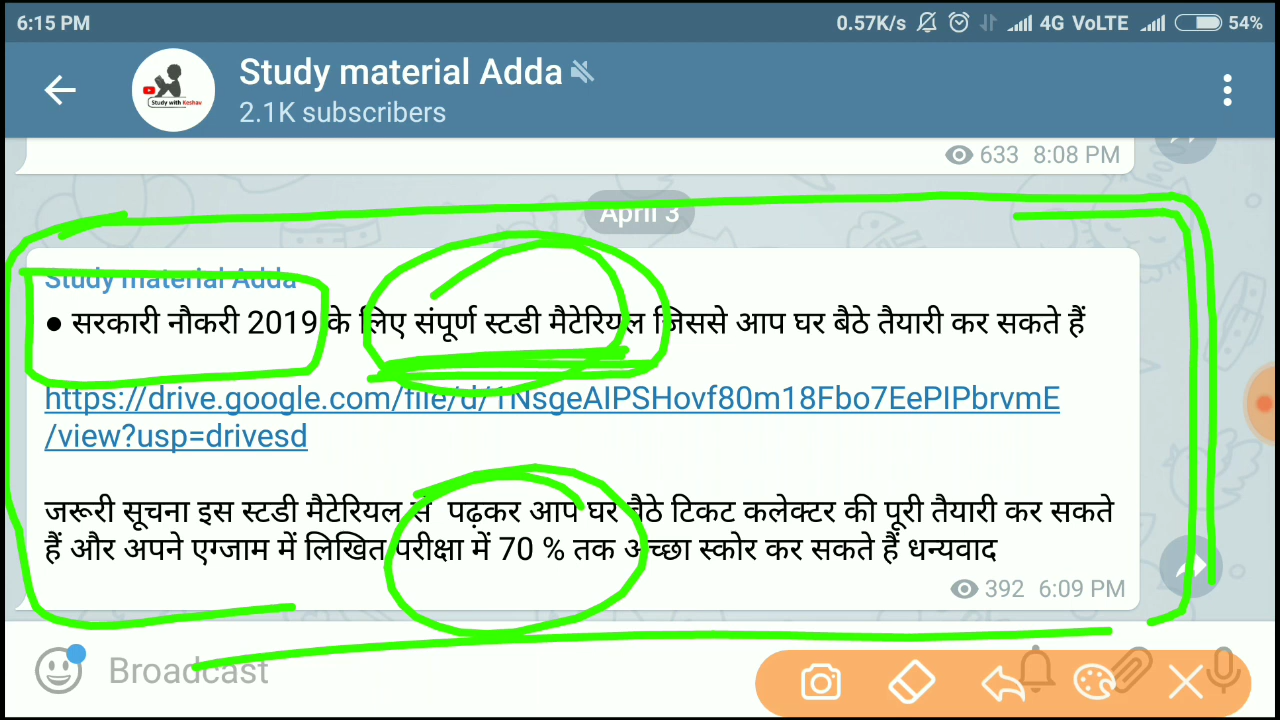 6:15 PM
0.57K/s 4G VoLTE 54%
Study material Adda
Study with Keshav
2.1K subscribers
633 8:08 PM
April 3
Study material Adda
● सरकारी नौकरी 2019 के लिए संपूर्ण स्टडी मैटेरियल जिससे आप घर बैठे तैयारी कर सकते हैं
https://drive.google.com/file/d/1NsgeAIPSHovf80m18Fbo7EePIPbrvmE
/view?usp=drivesd
जरूरी सूचना इस स्टडी मैटेरियल से पढ़कर आप घर बैठे टिकट कलेक्टर की पूरी तैयारी कर सकते
हैं और अपने एग्जाम में लिखित परीक्षा में 70 % तक अच्छा स्कोर कर सकते हैं धन्यवाद
392 6:09 PM
Broadcast